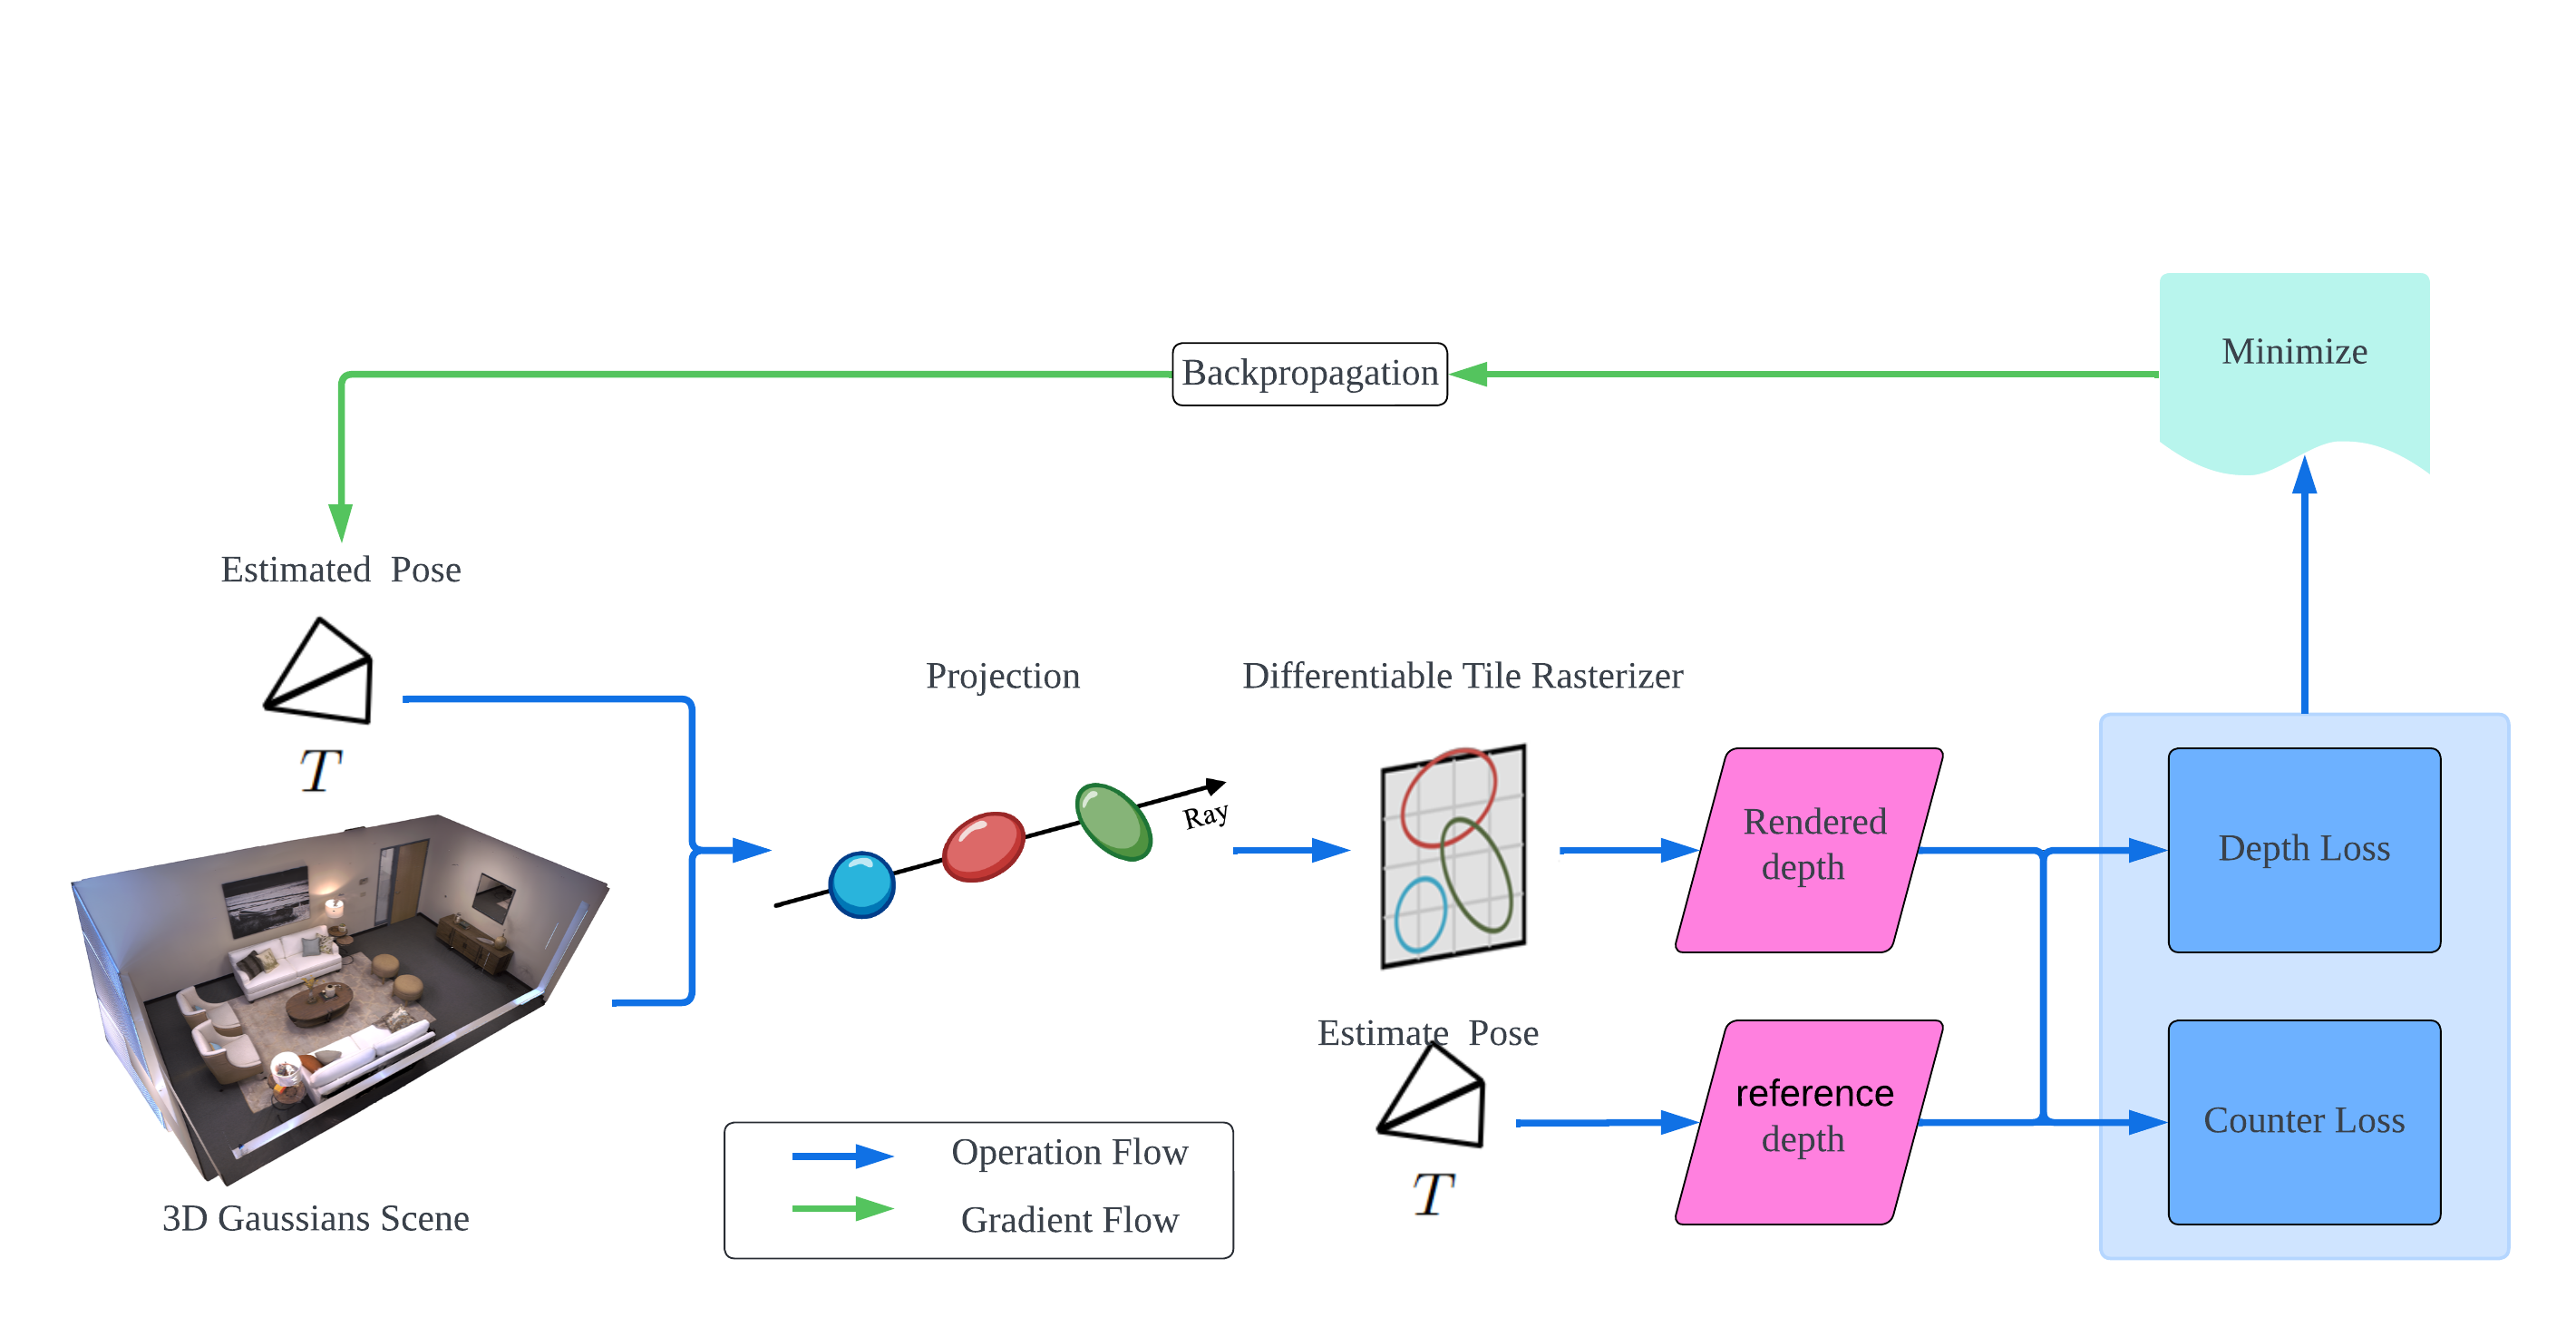 Minimize
Backpropagation
Estimated Pose
T
Projection
Differentiable Tile Rasterizer
Ray
Rendered
depth
Depth Loss
Estimate Pose
T
reference
depth
Counter Loss
3D Gaussians Scene
Operation Flow
Gradient Flow